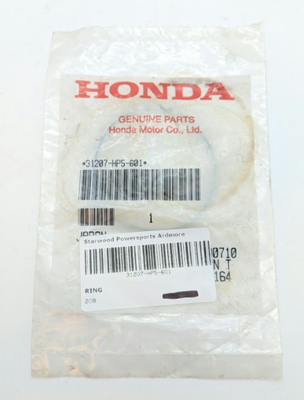 HONDA
GENUINE PARTS
Honda Motor Co., Ltd.
*31207-HP5-601*
1
JAPAN
Starwood Powersports Ardmore
0710
31207-HP5-601
N T
RING
164
20B